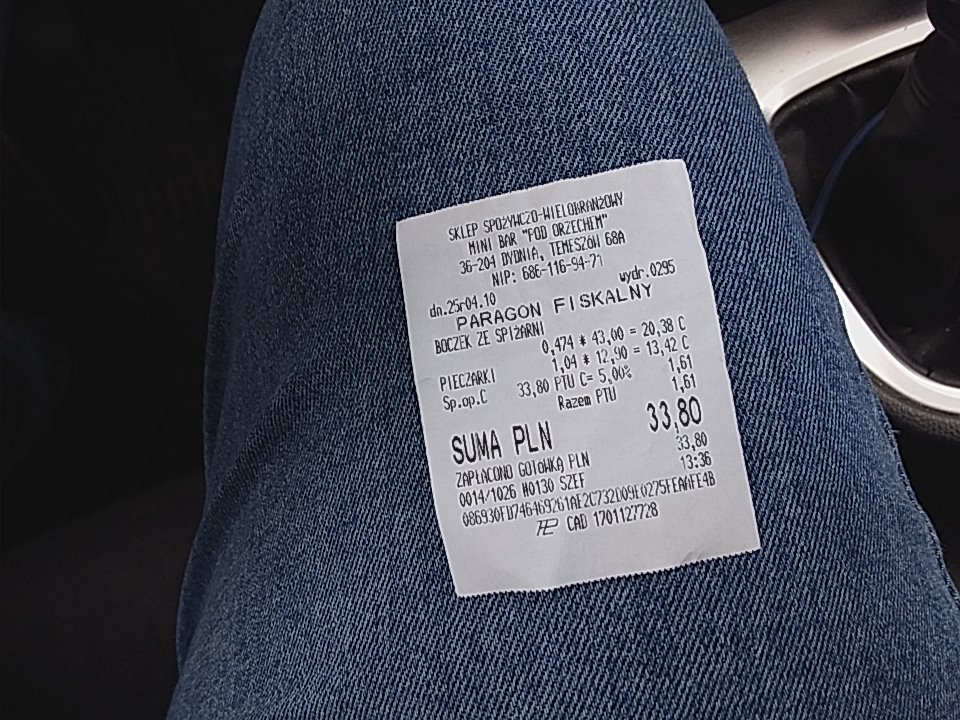 SKLEP SPOŻYWCZO-WIELOBRANŻOWY
MINI BAR "POD ORZECHEM"
36-204 DYDNIA, TEMESZÓW 68A
NIP: 686-116-94-71
dn.25r04.10 wydr.0295
PARAGON FISKALNY
BOCZEK ZE SPIŻARNI
0,474 * 43,00 = 20,38 C
PIECZARKI 1,04 * 12,90 = 13,42 C
Sp.op.C 33,80 PTU C= 5,00% 1,61
Razem PTU 1,61
SUMA PLN 33,80
ZAPŁACONO GOTÓWKĄ PLN 33,80
0014/1026 #0130 SZEF 13:36
CAD 1701127728